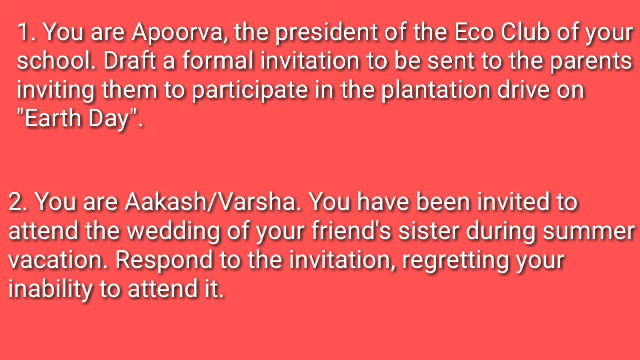 1. You are Apoorva, the president of the Eco Club of your
school. Draft a formal invitation to be sent to the parents
inviting them to participate in the plantation drive on
"Earth Day".
2. You are Aakash/Varsha. You have been invited to
attend the wedding of your friend's sister during summer
vacation. Respond to the invitation, regretting your
inability to attend it.